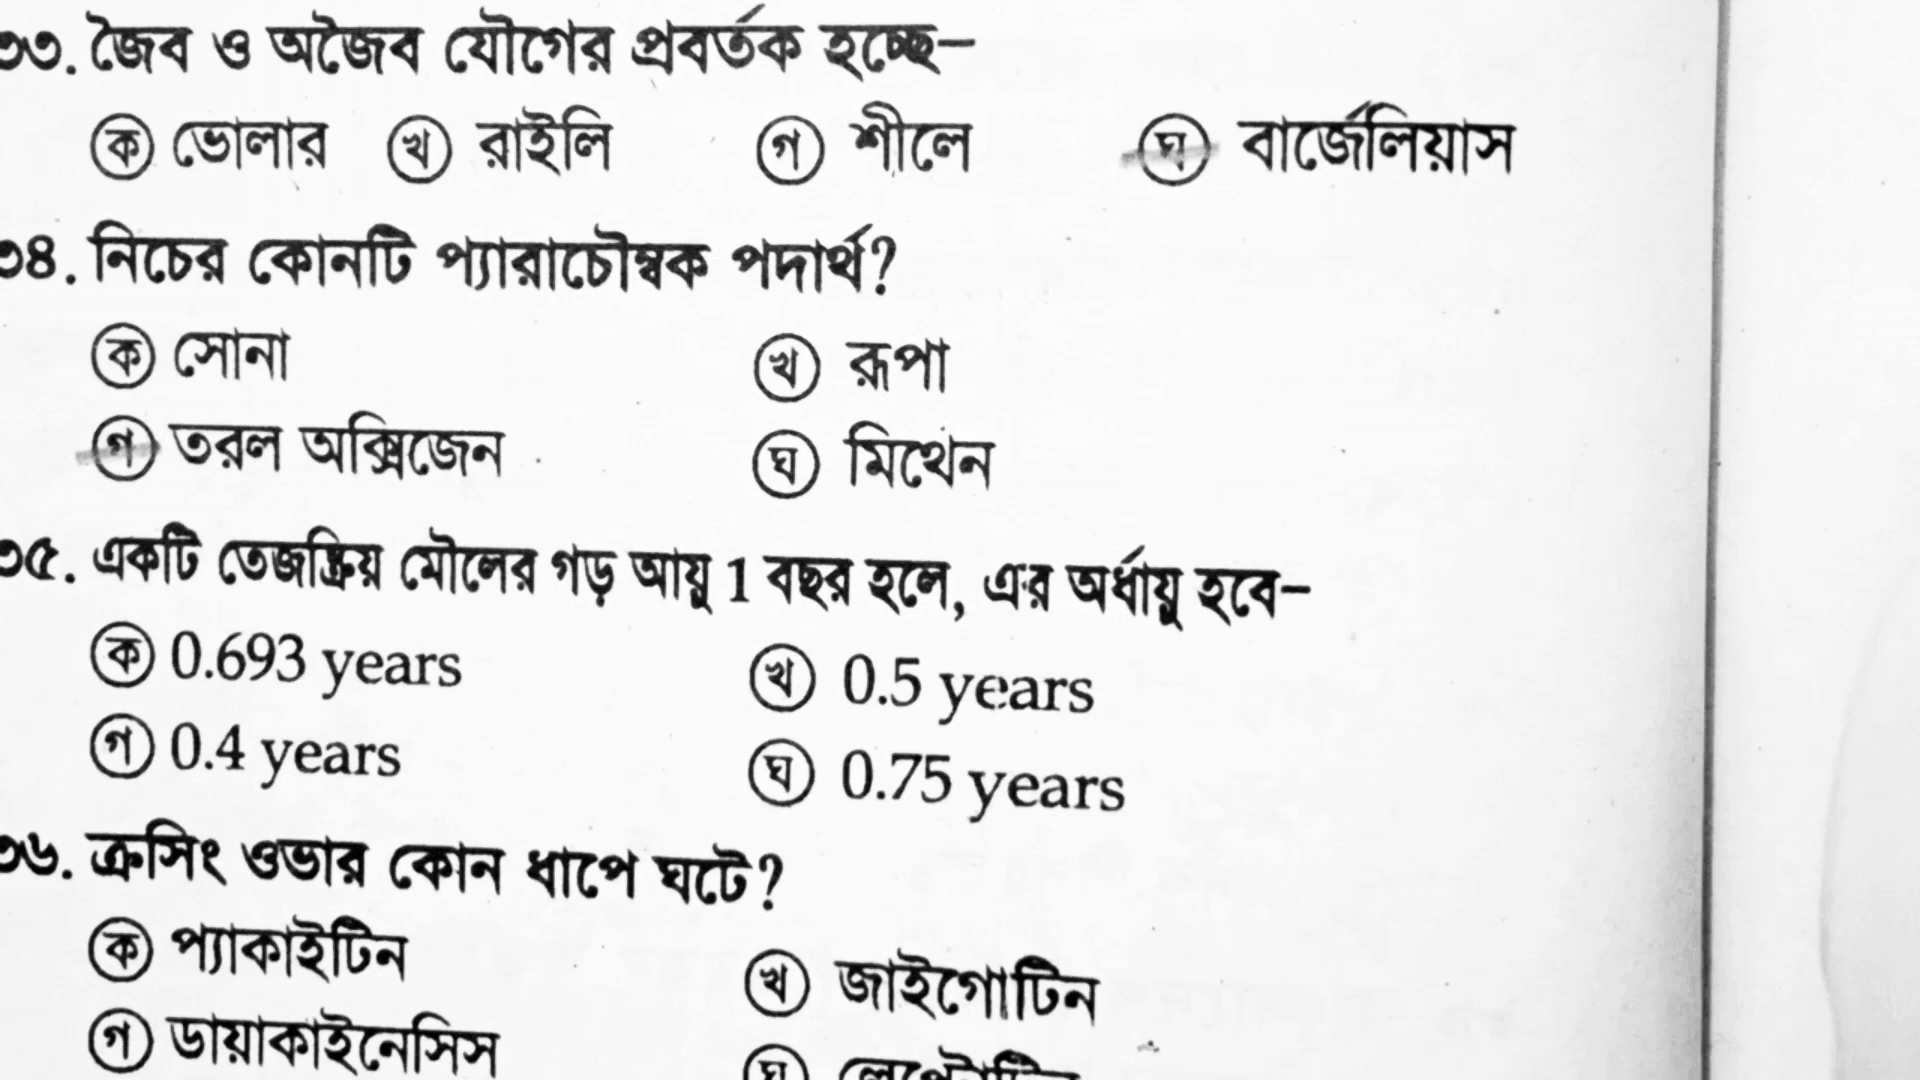 ৩৩. জৈব ও অজৈব যৌগের প্রবর্তক হচ্ছে–
ক ভোলার খ রাইলি গ শীলে ঘ বার্জেলিয়াস
৩৪. নিচের কোনটি প্যারাচৌম্বক পদার্থ?
ক সোনা খ রূপা
গ তরল অক্সিজেন ঘ মিথেন
৩৫. একটি তেজস্ক্রিয় মৌলের গড় আয়ু 1 বছর হলে, এর অর্ধায়ু হবে–
ক 0.693 years খ 0.5 years
গ 0.4 years ঘ 0.75 years
৩৬. ক্রসিং ওভার কোন ধাপে ঘটে?
ক প্যাকাইটিন খ জাইগোটিন
গ ডায়াকাইনেসিস ঘ লেপ্টোটিন